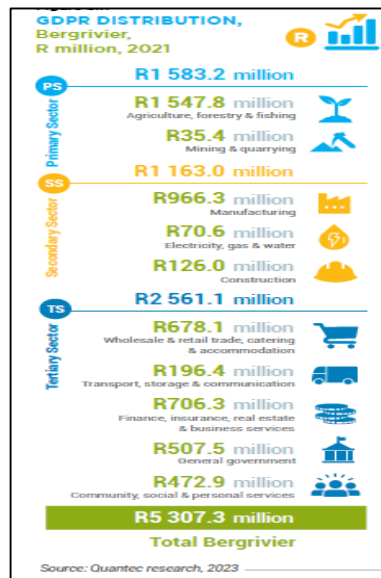 GDPR DISTRIBUTION,
Bergrivier,
R million, 2021
R
R1 583.2 million
PS
Primary Sector
R1 547.8 million
Agriculture, forestry & fishing
R35.4 million
Mining & quarrying
R1 163.0 million
SS
Secondary Sector
R966.3 million
Manufacturing
R70.6 million
Electricity, gas & water
R126.0 million
Construction
R2 561.1 million
TS
Tertiary Sector
R678.1 million
Wholesale & retail trade, catering
& accommodation
R196.4 million
Transport, storage & communication
R706.3 million
Finance, insurance, real estate
& business services
R507.5 million
General government
R472.9 million
Community, social & personal services
R5 307.3 million
Total Bergrivier
Source: Quantec research, 2023